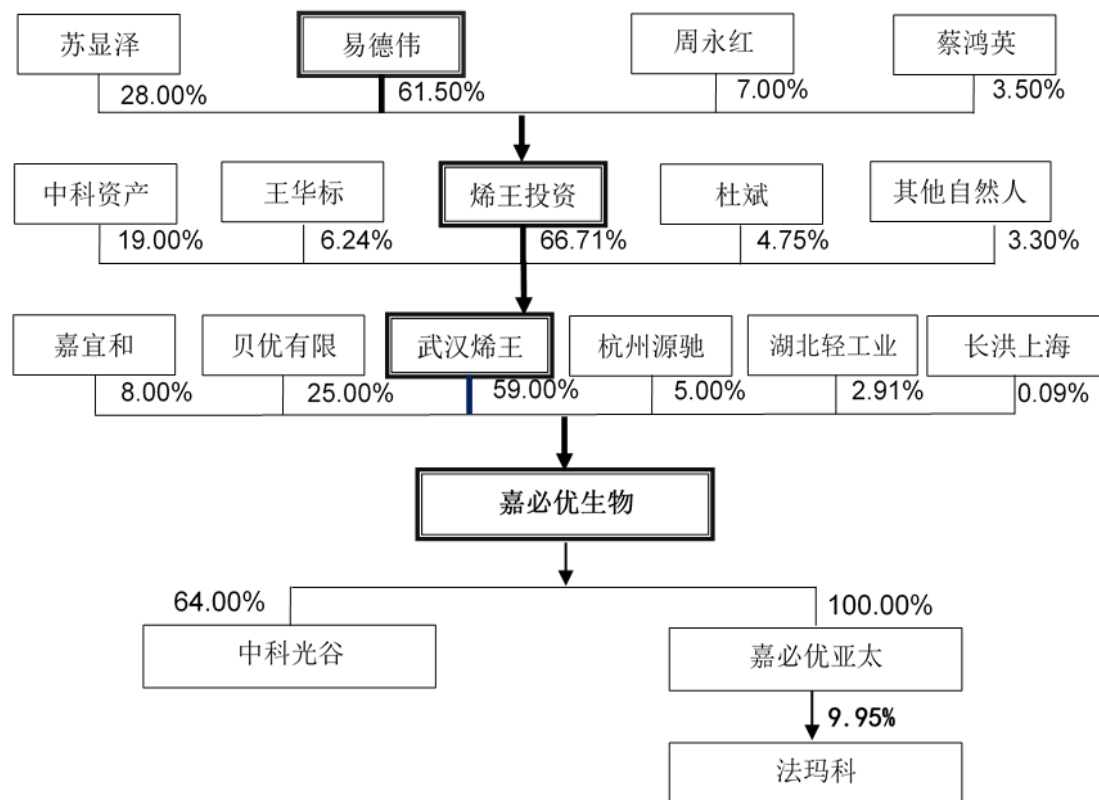 苏显泽 易德伟 周永红 蔡鸿英
28.00% 61.50% 7.00% 3.50%
中科资产 王华标 烯王投资 杜斌 其他自然人
19.00% 6.24% 66.71% 4.75% 3.30%
嘉宜和 贝优有限 武汉烯王 杭州源驰 湖北轻工业 长洪上海
8.00% 25.00% 59.00% 5.00% 2.91% 0.09%
嘉必优生物
64.00% 100.00%
中科光谷 嘉必优亚太
9.95%
法玛科